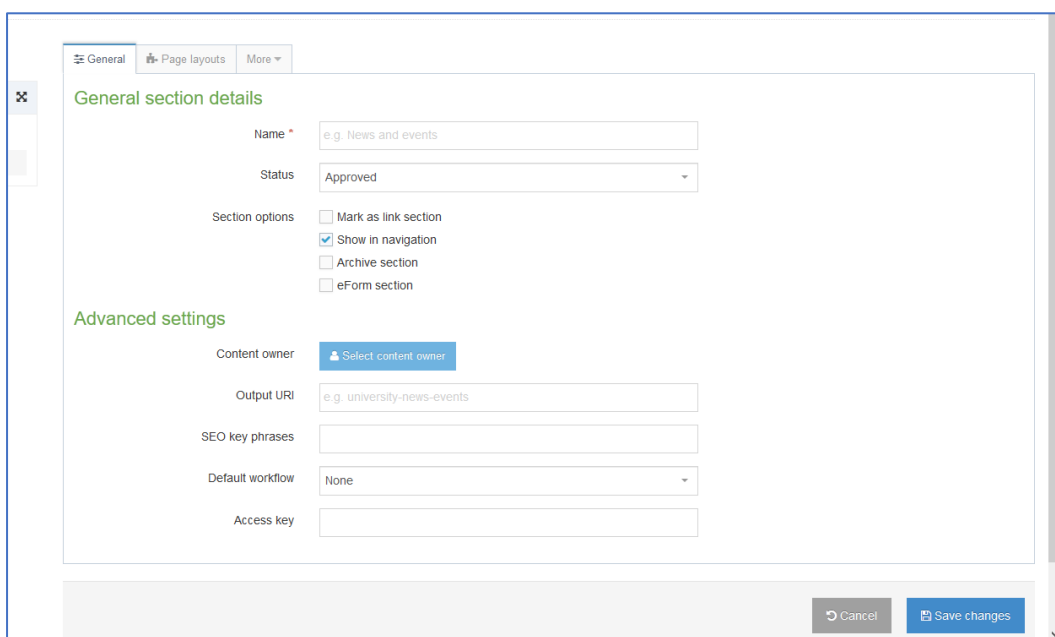 General Page layouts More
General section details
Name *
e.g. News and events
Status
Approved
Section options
Mark as link section
Show in navigation
Archive section
eForm section
Advanced settings
Content owner
Select content owner
Output URI
e.g. university-news-events
SEO key phrases
Default workflow
None
Access key
Cancel Save changes